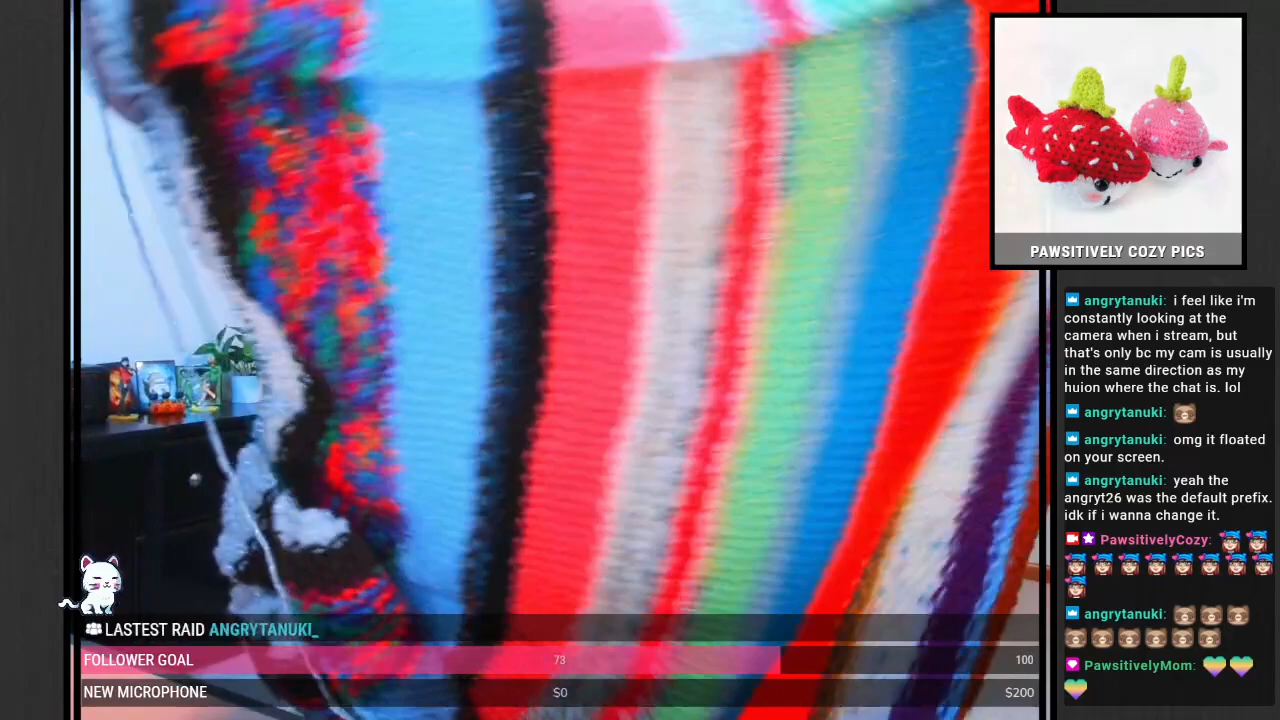 PAWSITIVELY COZY PICS
angrytanuki: i feel like i'm
constantly looking at the
camera when i stream, but
that's only bc my cam is usually
in the same direction as my
huion where the chat is. lol
angrytanuki:
angrytanuki: omg it floated
on your screen.
angrytanuki: yeah the
angryt26 was the default prefix.
idk if i wanna change it.
PawsitivelyCozy:
angrytanuki:
PawsitivelyMom:
LASTEST RAID ANGRYTANUKI_
FOLLOWER GOAL 73 100
NEW MICROPHONE $0 $200